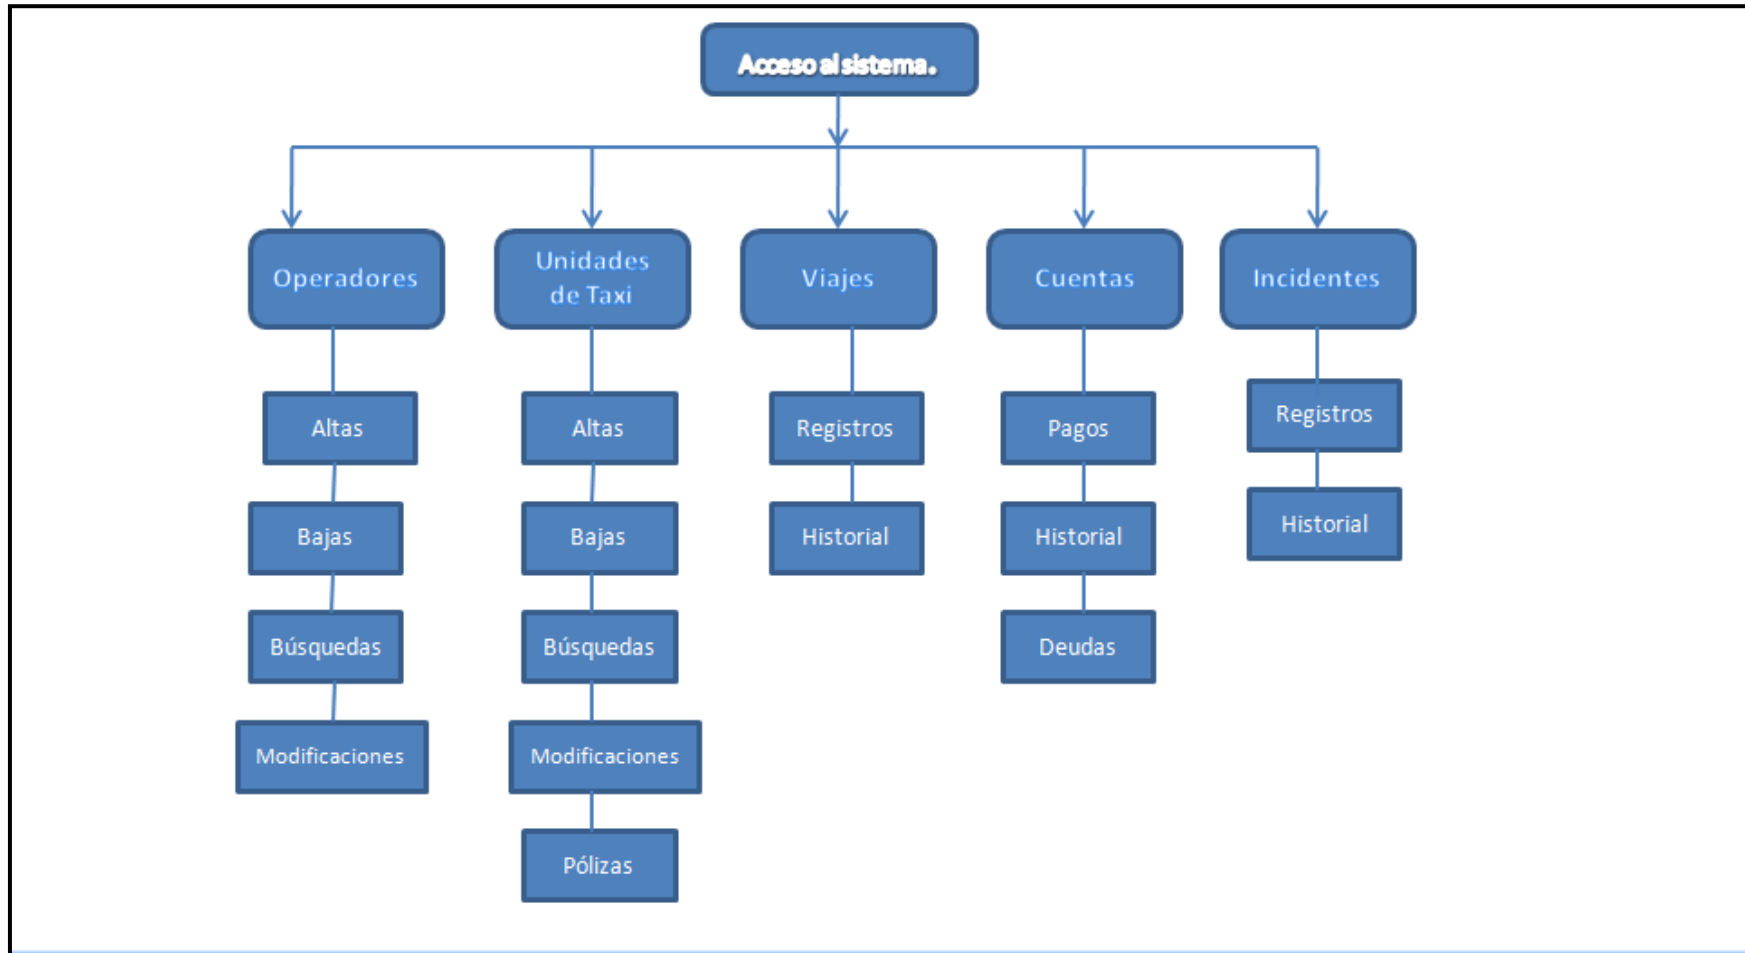 Acceso al sistema.
Operadores
Unidades
de Taxi
Viajes
Cuentas
Incidentes
Altas
Bajas
Búsquedas
Modificaciones
Altas
Bajas
Búsquedas
Modificaciones
Pólizas
Registros
Historial
Pagos
Historial
Deudas
Registros
Historial